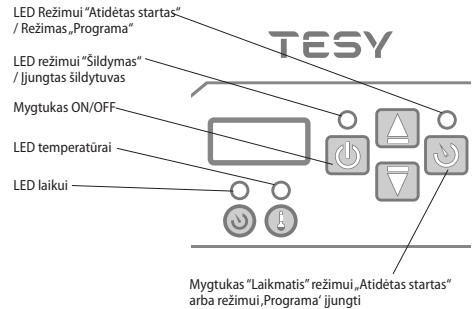 LED Režimui “Atidėtas startas“
/ Režimas „Programa“
TESY
LED režimui “Šildymas“
/ Įjungtas šildytuvas
Mygtukas ON/OFF
LED temperatūrai
LED laikui
Mygtukas “Laikmatis” režimui „Atidėtas startas“
arba režimui ‚Programa‘ įjungti